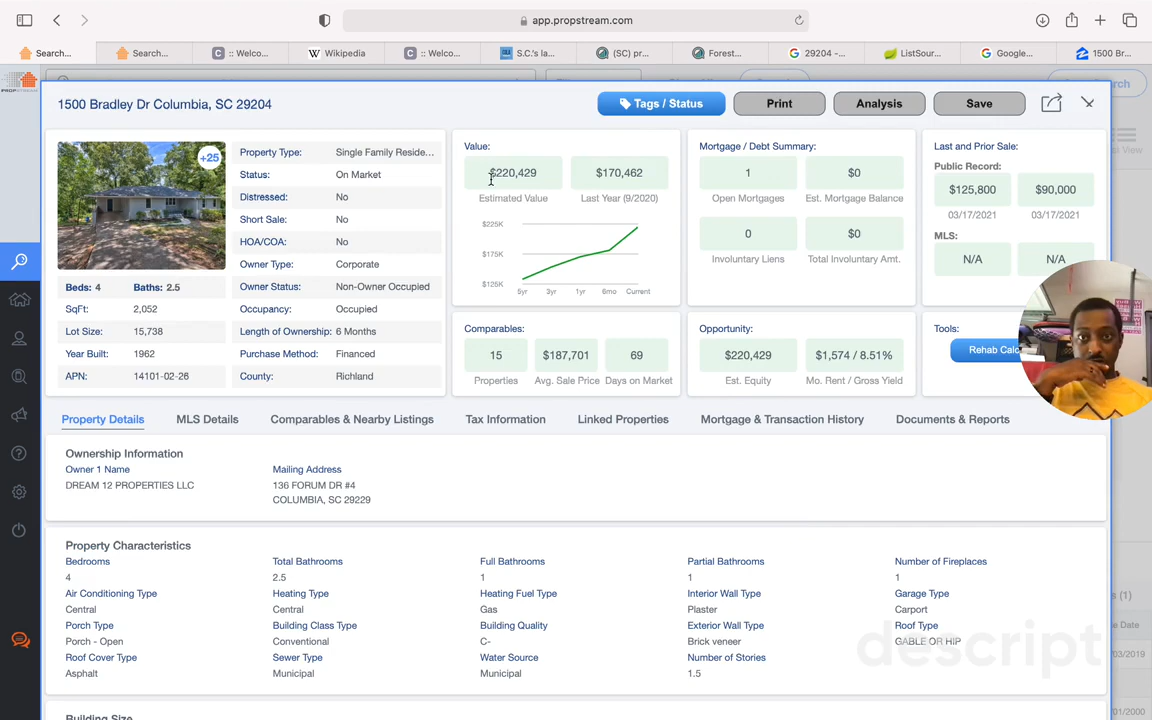 app.propstream.com
Search...
Search...
:: Welco...
Wikipedia
:: Welco...
S.C.'s la...
(SC) pr...
Forest...
29204 -...
ListSour...
Google...
1500 Br...
PROPSTREAM
1500 Bradley Dr Columbia, SC 29204
Tags / Status
Print
Analysis
Save
+25
Beds: 4 Baths: 2.5
SqFt: 2,052
Lot Size: 15,738
Year Built: 1962
APN: 14101-02-26
Property Type: Single Family Reside...
Status: On Market
Distressed: No
Short Sale: No
HOA/COA: No
Owner Type: Corporate
Owner Status: Non-Owner Occupied
Occupancy: Occupied
Length of Ownership: 6 Months
Purchase Method: Financed
County: Richland
Value:
$220,429 $170,462
Estimated Value Last Year (9/2020)
$225K
$175K
$125K
5yr 3yr 1yr 6mo Current
Mortgage / Debt Summary:
1 $0
Open Mortgages Est. Mortgage Balance
0 $0
Involuntary Liens Total Involuntary Amt.
Last and Prior Sale:
Public Record:
$125,800 $90,000
03/17/2021 03/17/2021
MLS:
N/A N/A
Comparables:
15 $187,701 69
Properties Avg. Sale Price Days on Market
Opportunity:
$220,429 $1,574 / 8.51%
Est. Equity Mo. Rent / Gross Yield
Tools:
Rehab Calc
Property Details MLS Details Comparables & Nearby Listings Tax Information Linked Properties Mortgage & Transaction History Documents & Reports
Ownership Information
Owner 1 Name Mailing Address
DREAM 12 PROPERTIES LLC 136 FORUM DR #4
COLUMBIA, SC 29229
Property Characteristics
Bedrooms Total Bathrooms Full Bathrooms Partial Bathrooms Number of Fireplaces
4 2.5 1 1 1
Air Conditioning Type Heating Type Heating Fuel Type Interior Wall Type Garage Type
Central Central Gas Plaster Carport
Porch Type Building Class Type Building Quality Exterior Wall Type Roof Type
Porch - Open Conventional C- Brick veneer GABLE OR HIP
Roof Cover Type Sewer Type Water Source Number of Stories
Asphalt Municipal Municipal 1.5
Building Size
descript